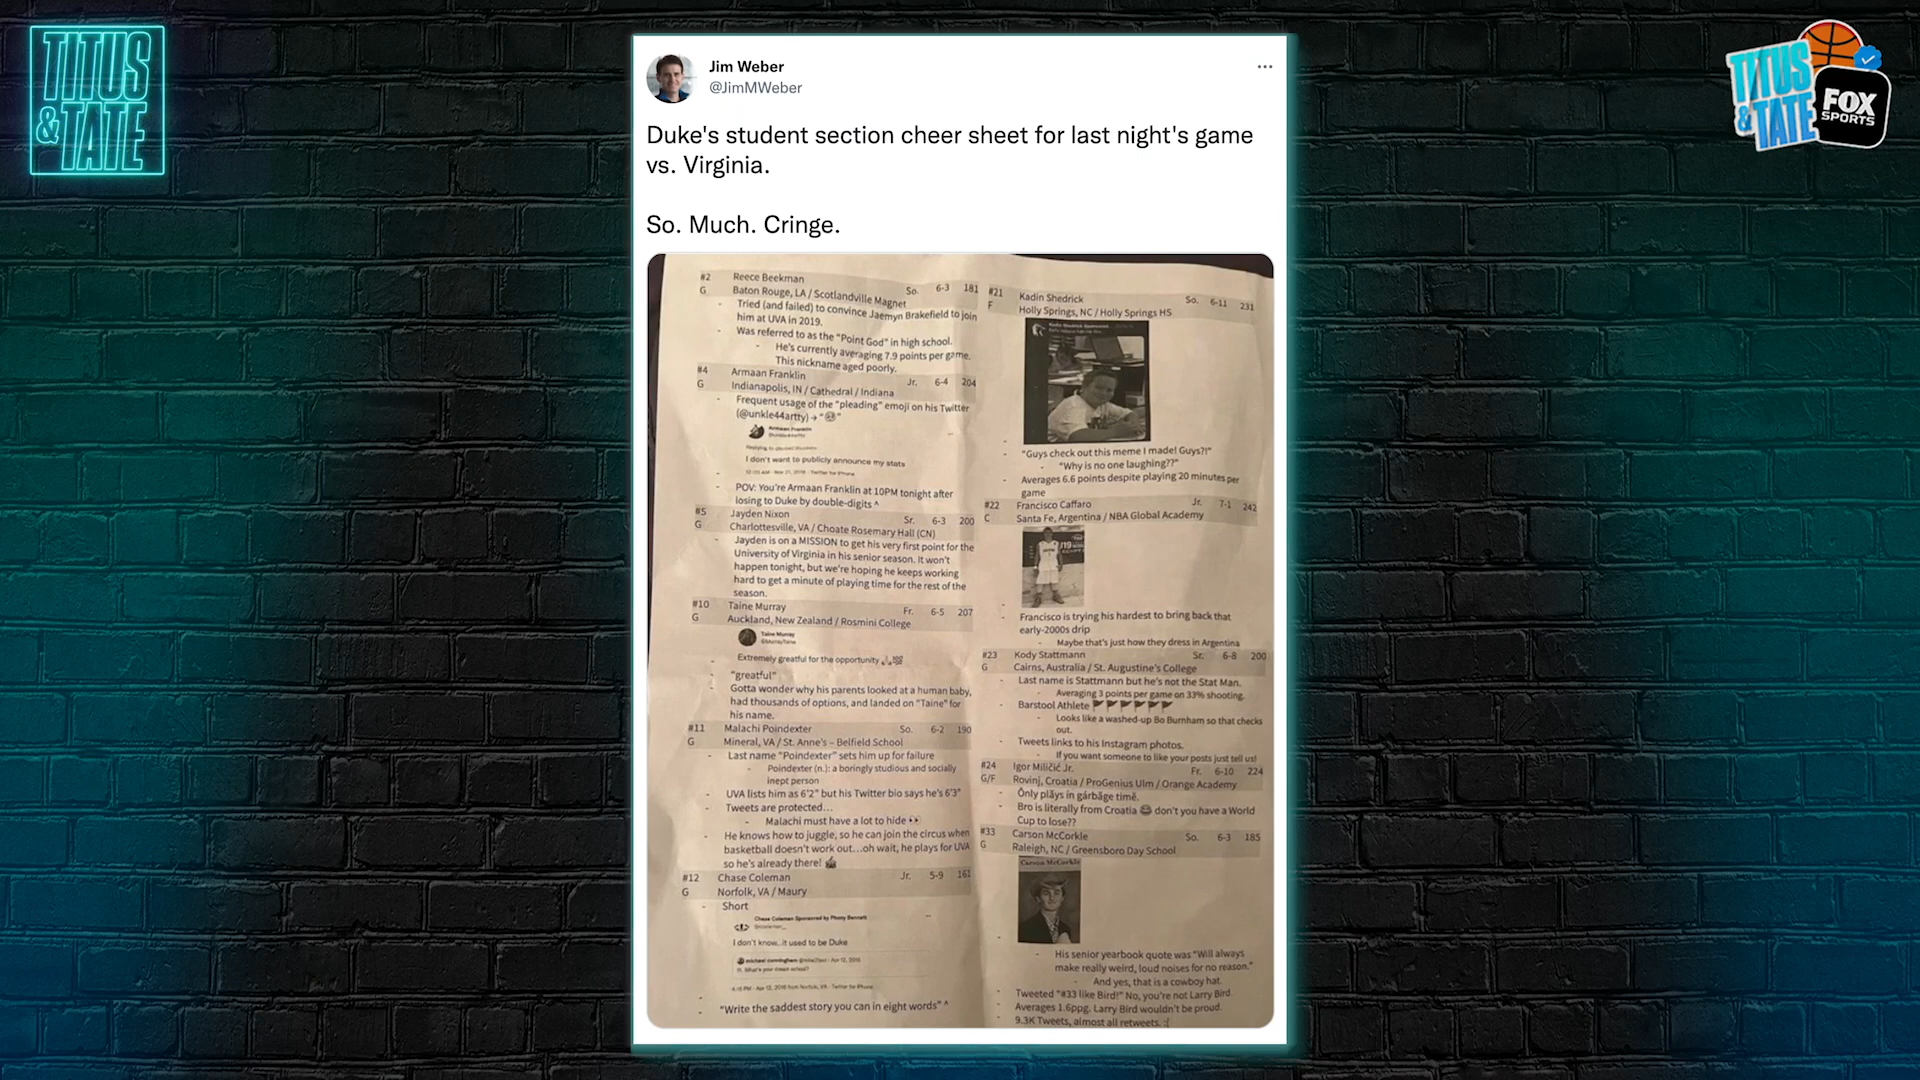 TITUS
& TATE
TITUS
& TATE
FOX
SPORTS
Jim Weber
@JimMWeber
Duke's student section cheer sheet for last night's game
vs. Virginia.
So. Much. Cringe.
#2 Reece Beekman So. 6-3 181
G Baton Rouge, LA / Scotlandville Magnet
- Tried (and failed) to convince Jaemyn Brakefield to join
him at UVA in 2019.
- Was referred to as the "Point God" in high school.
- He's currently averaging 7.9 points per game.
This nickname aged poorly.
#4 Armaan Franklin Jr. 6-4 204
G Indianapolis, IN / Cathedral / Indiana
- Frequent usage of the "pleading" emoji on his Twitter
(@unkle44artty) → "🥺"
Armaan Franklin
I don't want to publicly announce my stats
- POV: You're Armaan Franklin at 10PM tonight after
losing to Duke by double-digits ^
#5 Jayden Nixon Sr. 6-3 200
G Charlottesville, VA / Choate Rosemary Hall (CN)
- Jayden is on a MISSION to get his very first point for the
University of Virginia in his senior season. It won't
happen tonight, but we're hoping he keeps working
hard to get a minute of playing time for the rest of the
season.
#10 Taine Murray Fr. 6-5 207
G Auckland, New Zealand / Rosmini College
Taine Murray
Extremely greatful for the opportunity
- "greatful"
- Gotta wonder why his parents looked at a human baby,
had thousands of options, and landed on "Taine" for
his name.
#11 Malachi Poindexter So. 6-2 190
G Mineral, VA / St. Anne's – Belfield School
- Last name "Poindexter" sets him up for failure
- Poindexter (n.): a boringly studious and socially
inept person
- UVA lists him as 6'2" but his Twitter bio says he's 6'3"
- Tweets are protected...
- Malachi must have a lot to hide 👀
- He knows how to juggle, so he can join the circus when
basketball doesn't work out...oh wait, he plays for UVA
so he's already there!
#12 Chase Coleman Jr. 5-9 161
G Norfolk, VA / Maury
- Short
Chase Coleman Sponsored by Phony Bennett
I don't know...it used to be Duke
- "Write the saddest story you can in eight words" ^
#21 Kadin Shedrick So. 6-11 231
F Holly Springs, NC / Holly Springs HS
- "Guys check out this meme I made! Guys?!"
- "Why is no one laughing??"
- Averages 6.6 points despite playing 20 minutes per
game
#22 Francisco Caffaro Jr. 7-1 242
C Santa Fe, Argentina / NBA Global Academy
- Francisco is trying his hardest to bring back that
early-2000s drip
- Maybe that's just how they dress in Argentina
#23 Kody Stattmann Sr. 6-8 200
G Cairns, Australia / St. Augustine's College
- Last name is Stattmann but he's not the Stat Man.
- Averaging 3 points per game on 33% shooting.
- Barstool Athlete
- Looks like a washed-up Bo Burnham so that checks
out.
- Tweets links to his Instagram photos.
- If you want someone to like your posts just tell us!
#24 Igor Miličić Jr. Fr. 6-10 224
G/F Rovinj, Croatia / ProGenius Ulm / Orange Academy
- Only plays in garbage time.
- Bro is literally from Croatia 😂 don't you have a World
Cup to lose??
#33 Carson McCorkle So. 6-3 185
G Raleigh, NC / Greensboro Day School
Carson McCorkle
- His senior yearbook quote was "Will always
make really weird, loud noises for no reason."
- And yes, that is a cowboy hat.
- Tweeted "#33 like Bird!" No, you're not Larry Bird.
- Averages 1.6ppg. Larry Bird wouldn't be proud.
- 9.3K Tweets, almost all retweets. :(